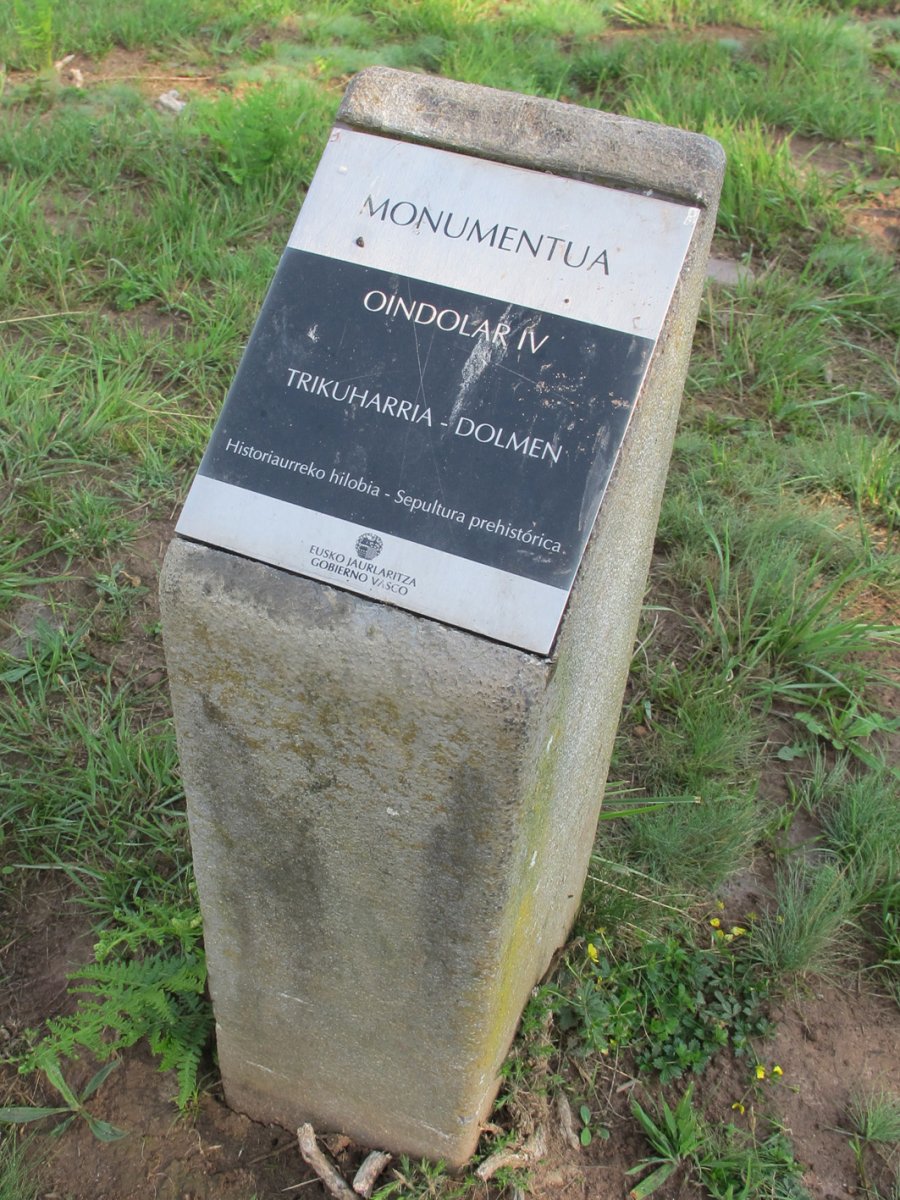 MONUMENTUA
OINDOLAR IV
TRIKUHARRIA - DOLMEN
Historiaurreko hilobia - Sepultura prehistórica
EUSKO JAURLARITZA
GOBIERNO VASCO